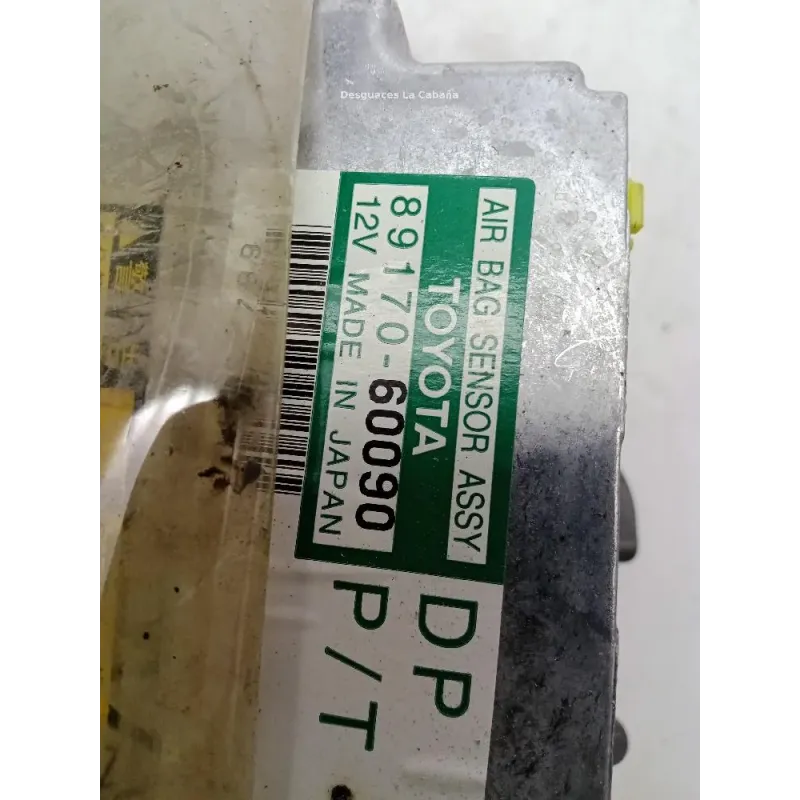 Desguaces La Cabaña
AIR BAG SENSOR ASSY
TOYOTA
89170-60090
12V MADE IN JAPAN
DP
P/T